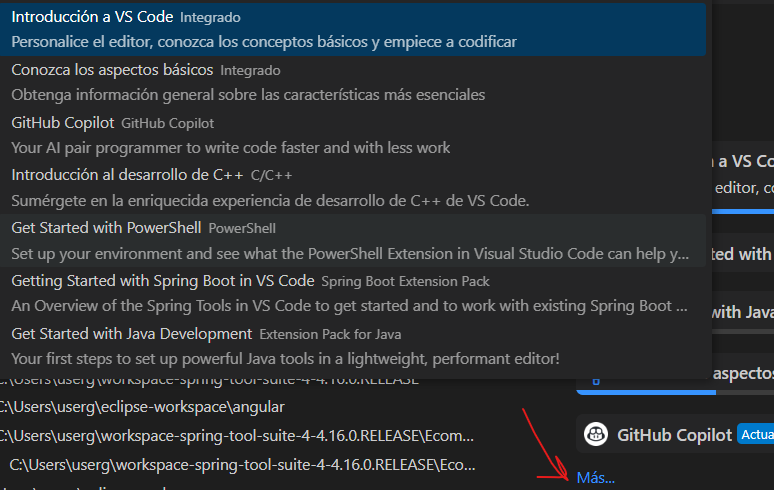 Introducción a VS Code Integrado
Personalice el editor, conozca los conceptos básicos y empiece a codificar
Conozca los aspectos básicos Integrado
Obtenga información general sobre las características más esenciales
GitHub Copilot GitHub Copilot
Your AI pair programmer to write code faster and with less work
Introducción al desarrollo de C++ C/C++
Sumérgete en la enriquecida experiencia de desarrollo de C++ de VS Code.
Get Started with PowerShell PowerShell
Set up your environment and see what the PowerShell Extension in Visual Studio Code can help y...
Getting Started with Spring Boot in VS Code Spring Boot Extension Pack
An Overview of the Spring Tools in VS Code to get started and to work with existing Spring Boot ...
Get Started with Java Development Extension Pack for Java
Your first steps to set up powerful Java tools in a lightweight, performant editor!
C:\Users\userg\workspace-spring-tool-suite-4-4.16.0.RELEASE
C:\Users\userg\eclipse-workspace\angular
C:\Users\userg\workspace-spring-tool-suite-4-4.16.0.RELEASE\Ecom...
C:\Users\userg\workspace-spring-tool-suite-4-4.16.0.RELEASE\Eco...
a VS Co
editor, co
ted with
with Java
aspectos
GitHub Copilot Actua
Más...